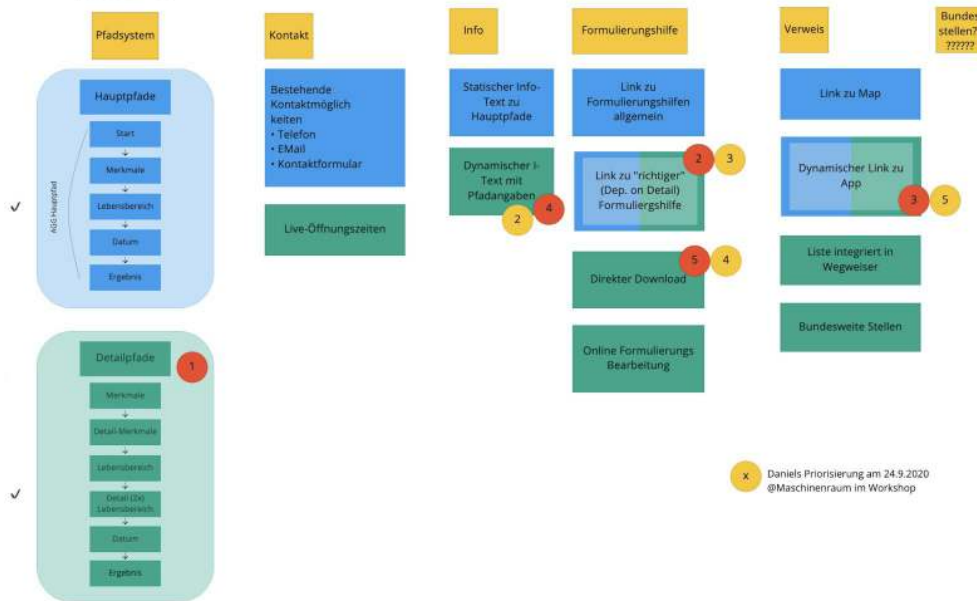 Pfadsystem
Kontakt
Info
Formulierungshilfe
Verweis
Bundes
stellen?
??????
Hauptpfade
Start
Merkmale
Lebensbereich
Datum
Ergebnis
AGG Hauptpfad
✓
Bestehende
Kontaktmöglich
keiten
• Telefon
• EMail
• Kontaktformular
Live-Öffnungszeiten
Statischer Info-
Text zu
Hauptpfade
Dynamischer I-
Text mit
Pfadangaben
2
4
Link zu
Formulierungshilfen
allgemein
Link zu "richtiger"
(Dep. on Detail)
Formuliergshilfe
2
3
Direkter Download
5
4
Online Formulierungs
Bearbeitung
Link zu Map
Dynamischer Link zu
App
3
5
Liste integriert in
Wegweiser
Bundesweite Stellen
Detailpfade
1
Merkmale
Detail-Merkmale
Lebensbereich
Detail (2x)
Lebensbereich
Datum
Ergebnis
✓
x
Daniels Priorisierung am 24.9.2020
@Maschinenraum im Workshop